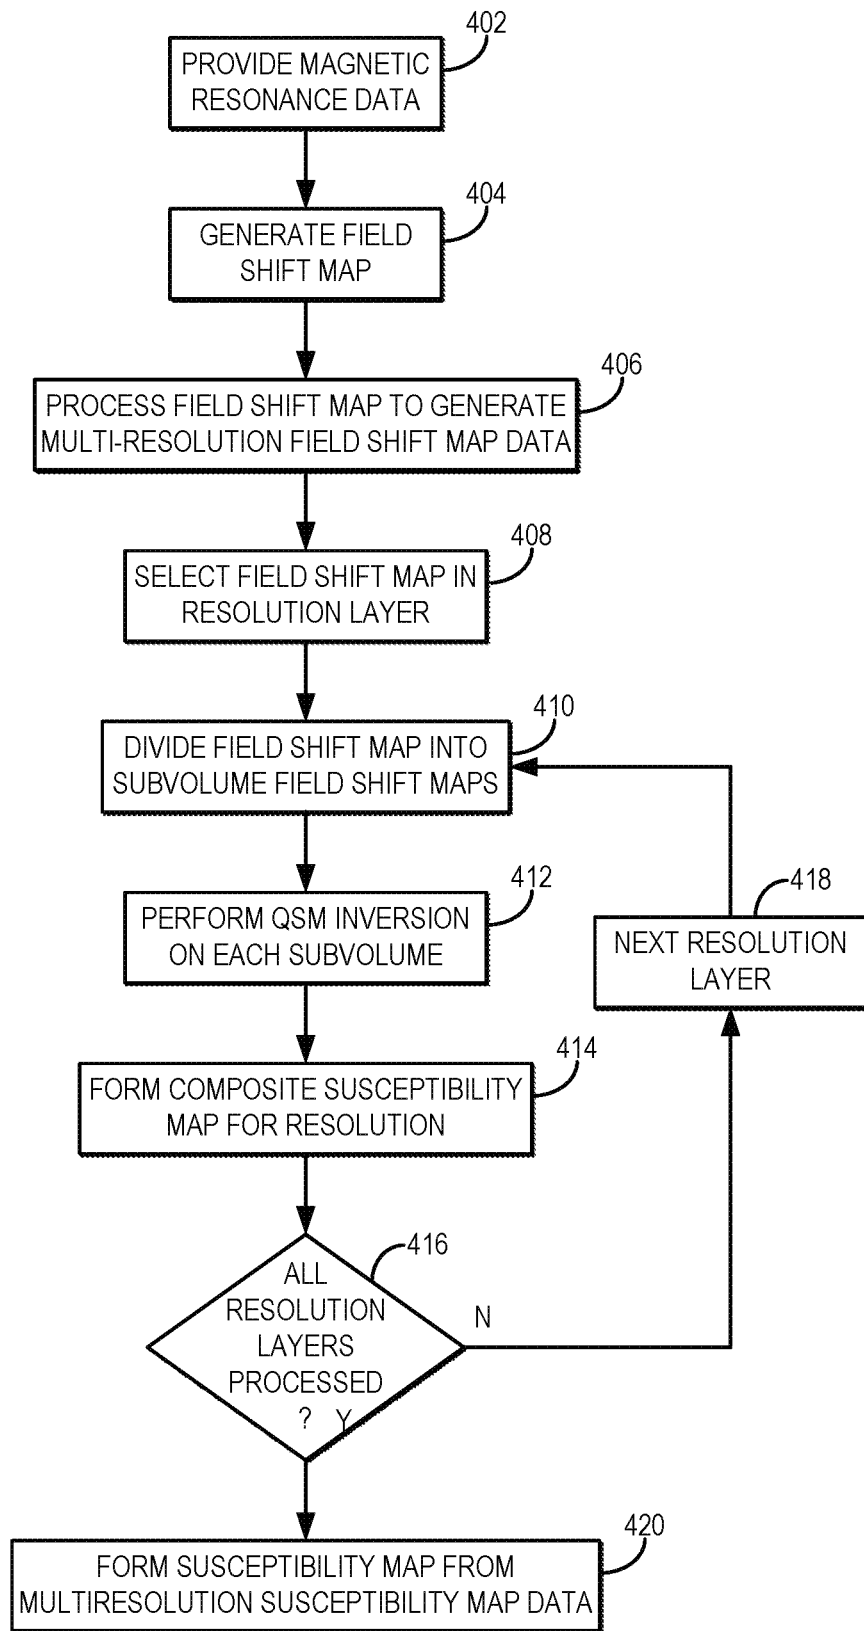 402
PROVIDE MAGNETIC
RESONANCE DATA
404
GENERATE FIELD
SHIFT MAP
406
PROCESS FIELD SHIFT MAP TO GENERATE
MULTI-RESOLUTION FIELD SHIFT MAP DATA
408
SELECT FIELD SHIFT MAP IN
RESOLUTION LAYER
410
DIVIDE FIELD SHIFT MAP INTO
SUBVOLUME FIELD SHIFT MAPS
412
PERFORM QSM INVERSION
ON EACH SUBVOLUME
418
NEXT RESOLUTION
LAYER
414
FORM COMPOSITE SUSCEPTIBILITY
MAP FOR RESOLUTION
416
ALL
RESOLUTION
LAYERS
PROCESSED
?
N
Y
420
FORM SUSCEPTIBILITY MAP FROM
MULTIRESOLUTION SUSCEPTIBILITY MAP DATA